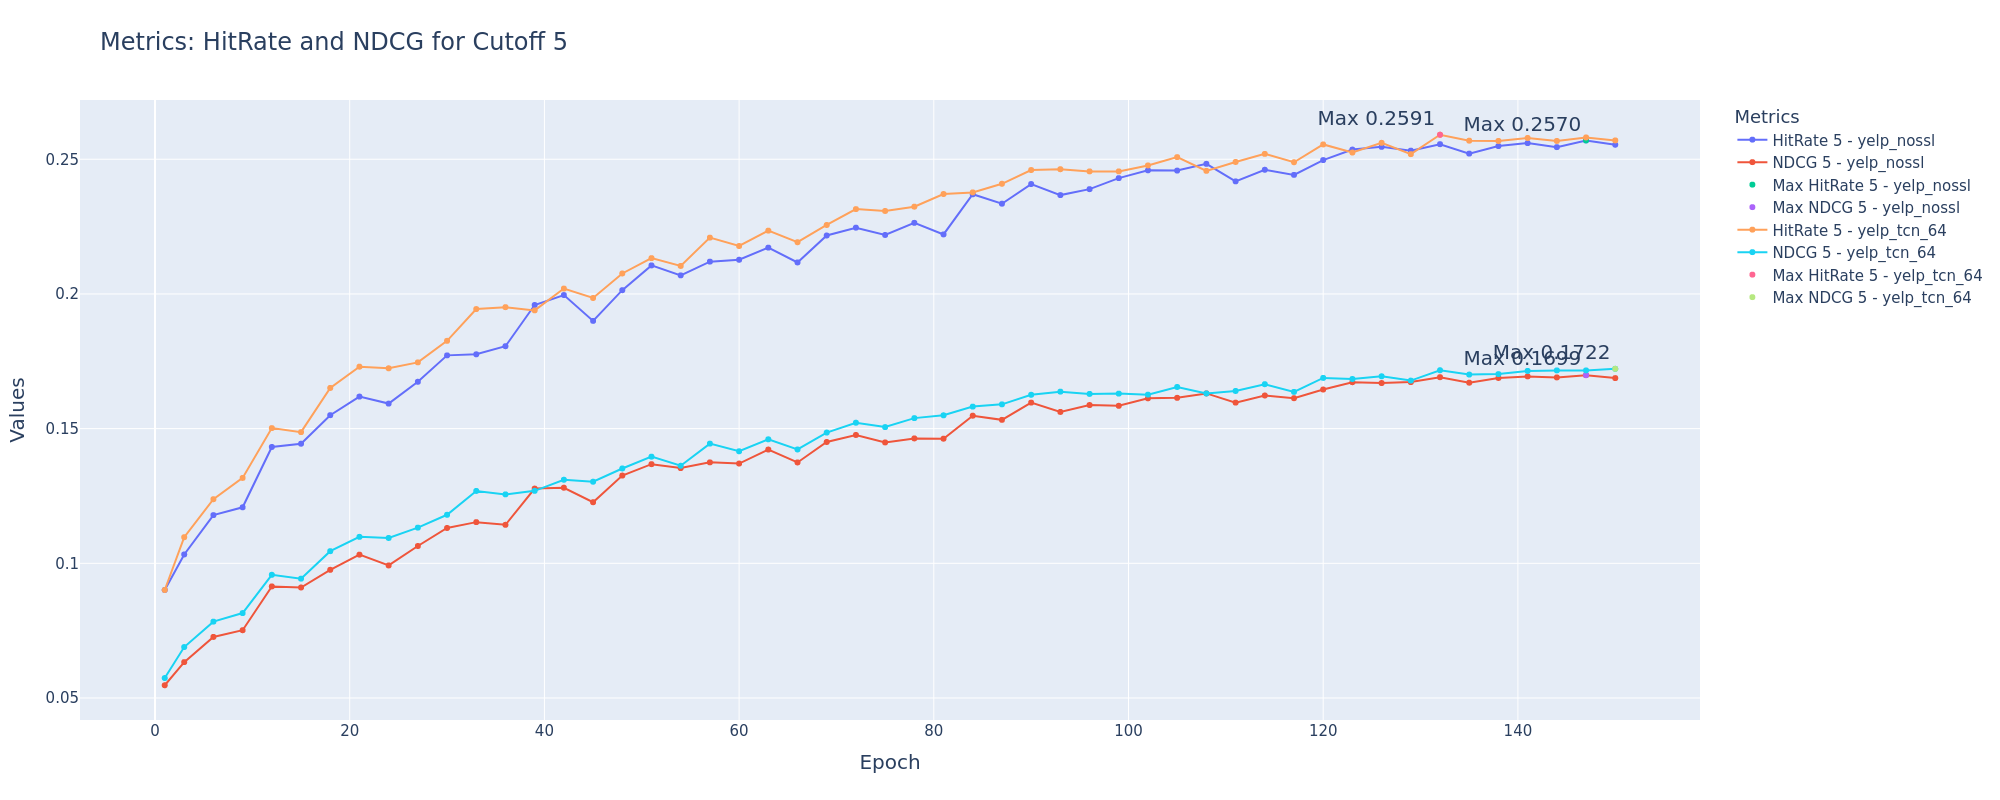 Metrics: HitRate and NDCG for Cutoff 5
Max 0.2591
Max 0.2570
Max 0.1722
Max 0.1699
0.25
0.2
0.15
0.1
0.05
Values
0 20 40 60 80 100 120 140
Epoch
Metrics
HitRate 5 - yelp_nossl
NDCG 5 - yelp_nossl
Max HitRate 5 - yelp_nossl
Max NDCG 5 - yelp_nossl
HitRate 5 - yelp_tcn_64
NDCG 5 - yelp_tcn_64
Max HitRate 5 - yelp_tcn_64
Max NDCG 5 - yelp_tcn_64